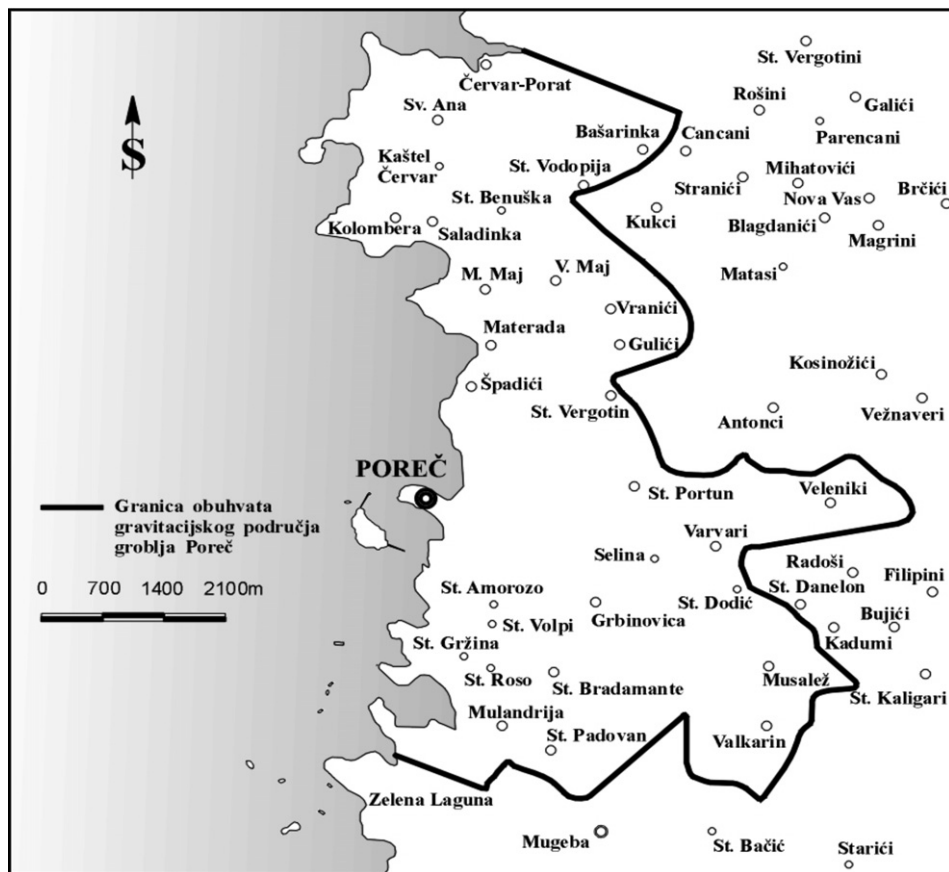 St. Vergotini
Červar-Porat
Rošini
Galići
Sv. Ana
Parencani
Bašarinka
Cancani
Kaštel
Červar
St. Vodopija
Mihatovići
Stranići
St. Benuška
Nova Vas
Brčići
Kolombera
Saladinka
Kukci
Blagdanići
Magrini
S
M. Maj
V. Maj
Matasi
Vranići
Materada
Gulići
Kosinožići
Špadići
St. Vergotin
Antonci
Vežnaveri
POREČ
St. Portun
Veleniki
Granica obuhvata
gravitacijskog područja
groblja Poreč
Varvari
Selina
Radoši
Filipini
0 700 1400 2100m
St. Amorozo
St. Dodić
St. Danelon
Grbinovica
Bujići
St. Volpi
Kadumi
St. Gržina
St. Roso
St. Bradamante
Musalež
St. Kaligari
Mulandrija
St. Padovan
Valkarin
Zelena Laguna
Mugeba
St. Bačić
Starići